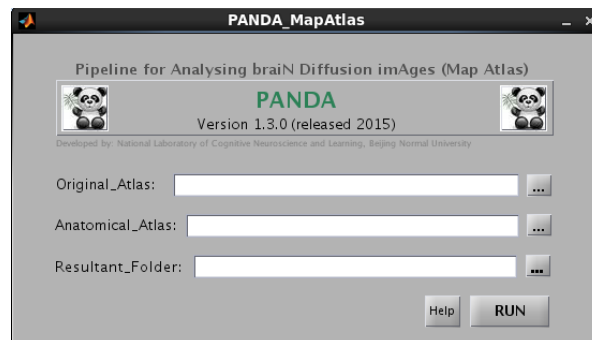 PANDA_MapAtlas
Pipeline for Analysing braiN Diffusion imAges (Map Atlas)
PANDA
Version 1.3.0 (released 2015)
Developed by: National Laboratory of Cognitive Neuroscience and Learning, Beijing Normal University
Original_Atlas: ...
Anatomical_Atlas: ...
Resultant_Folder: ...
Help RUN